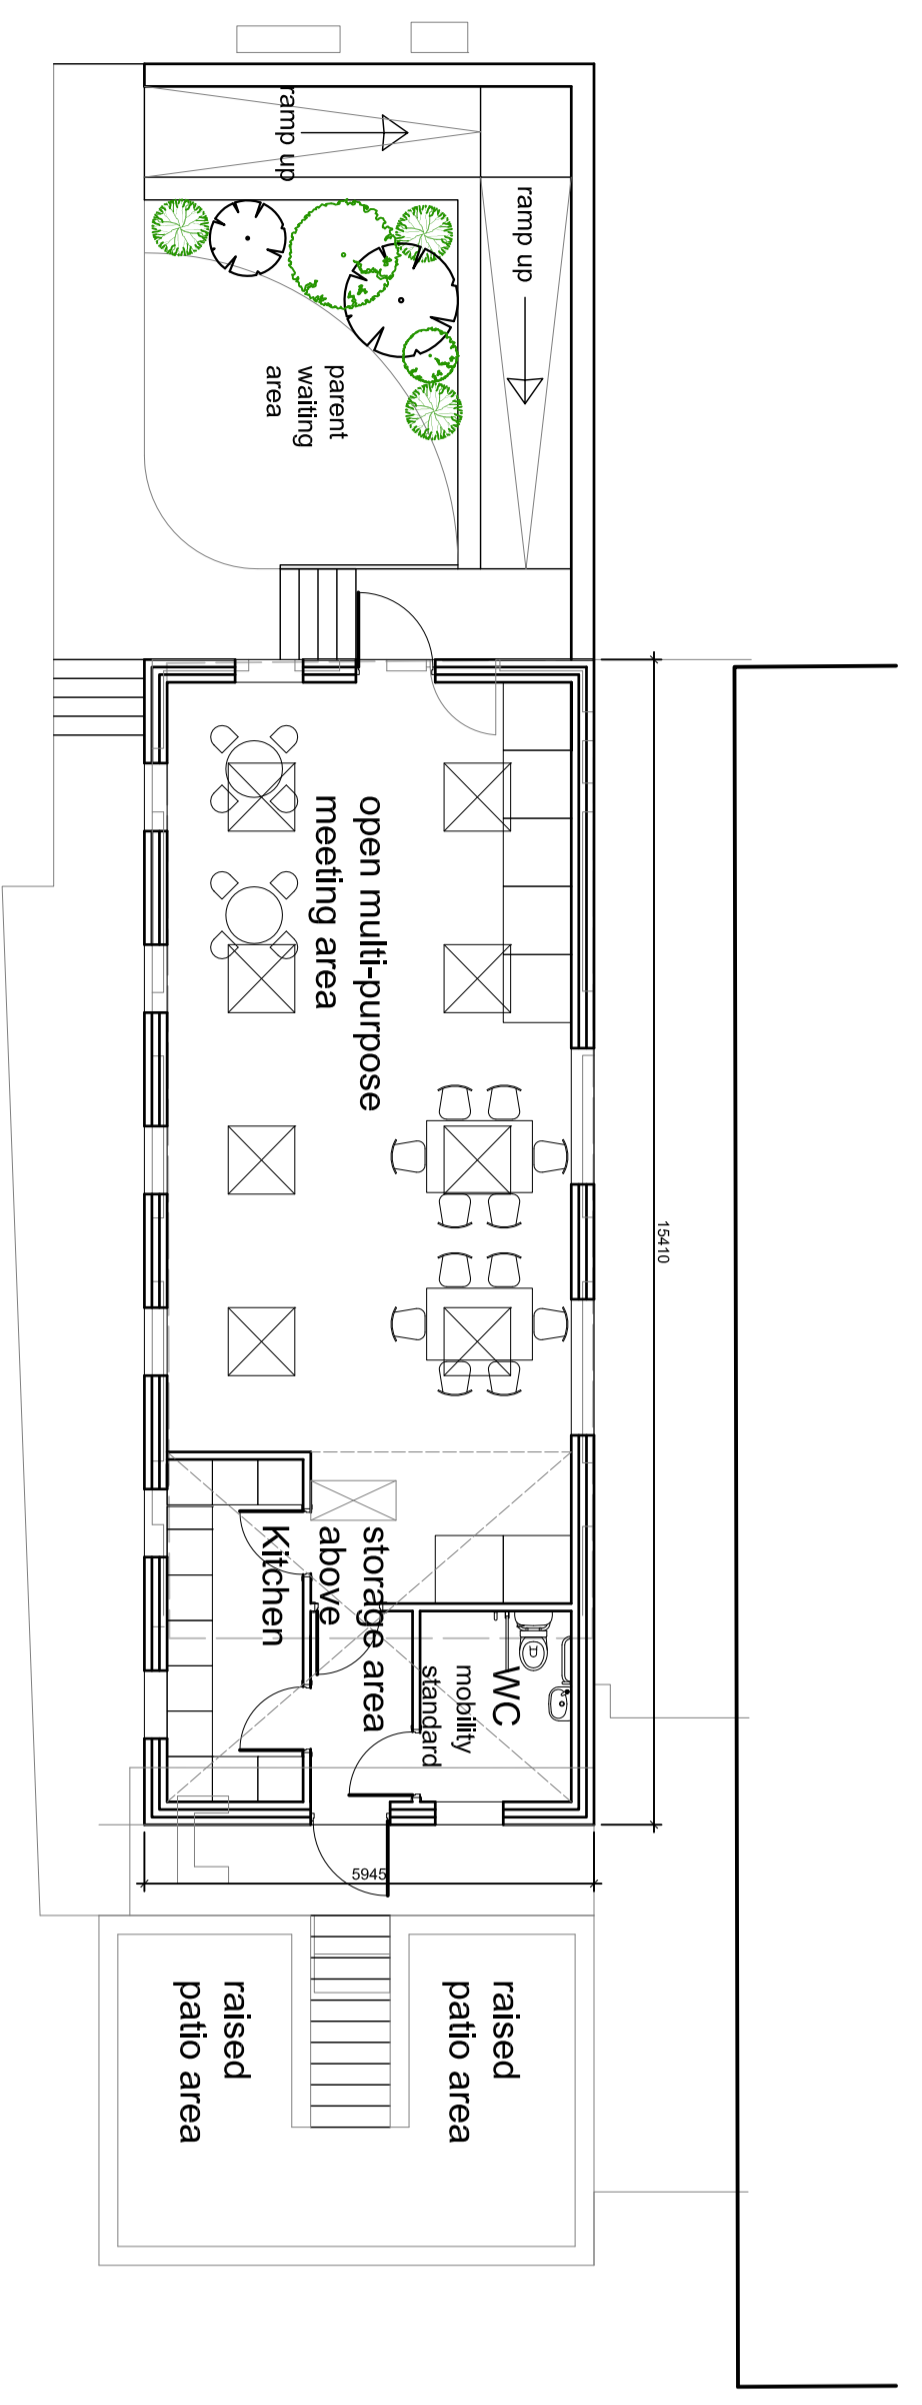 ramp up
ramp up
parent
waiting
area
open multi-purpose
meeting area
15410
storage area
above
Kitchen
WC
mobility
standard
5945
raised
patio area
raised
patio area